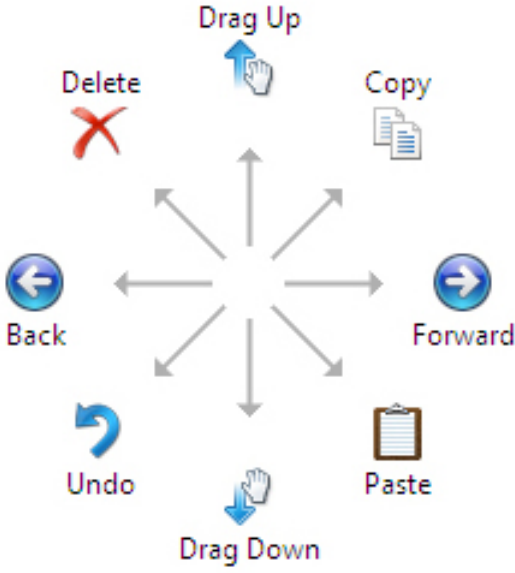 Drag Up
Delete
Copy
Back
Forward
Undo
Paste
Drag Down